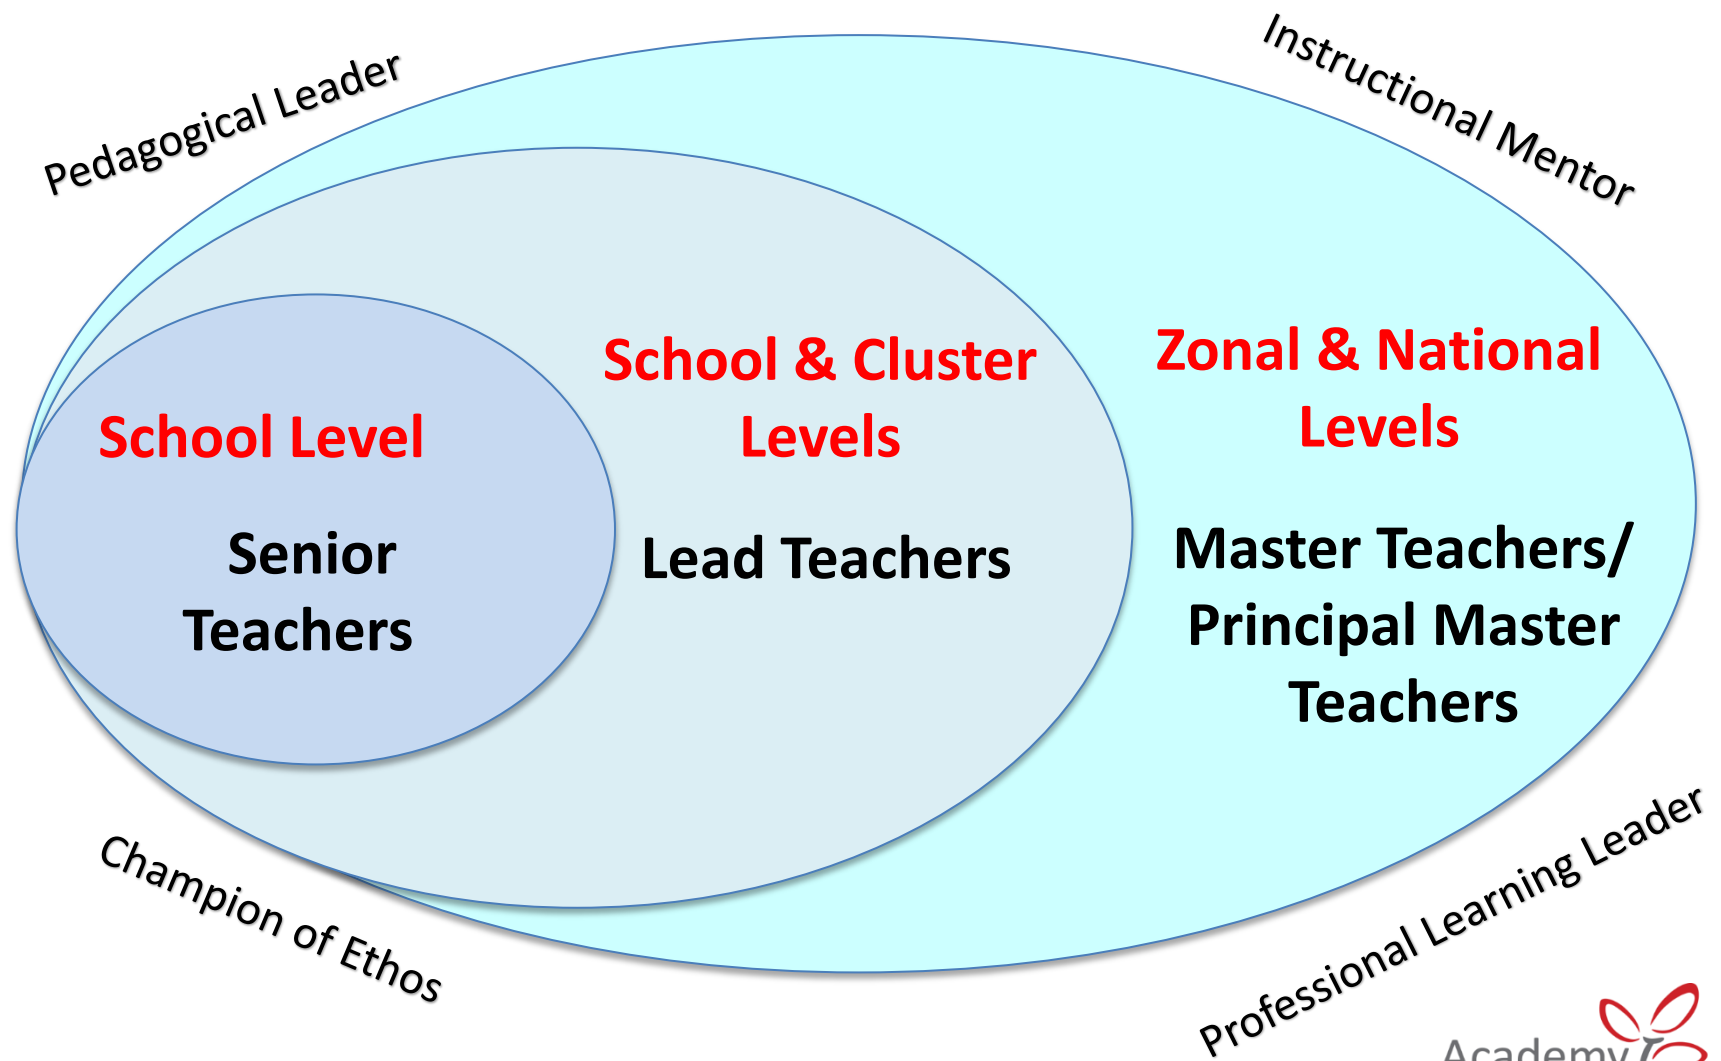 Pedagogical Leader
Instructional Mentor
School Level
Senior
Teachers
School & Cluster
Levels
Lead Teachers
Zonal & National
Levels
Master Teachers/
Principal Master
Teachers
Champion of Ethos
Professional Learning Leader
Academy